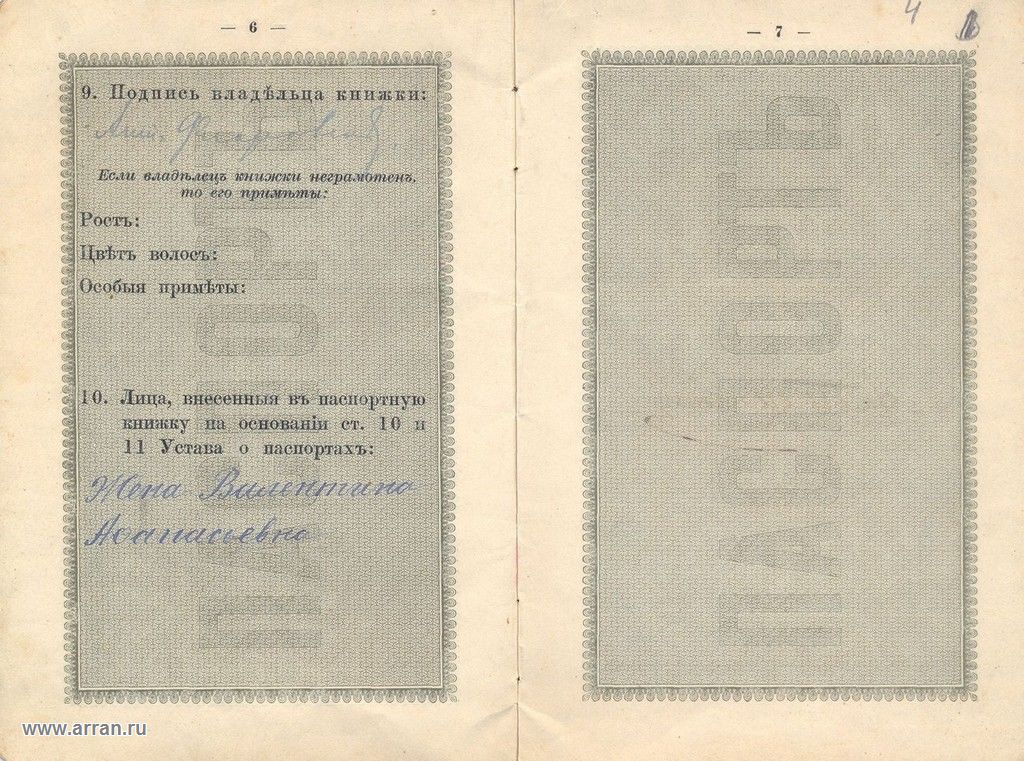 — 6 —
9. Подпись владѣльца книжки:
Если владѣлецъ книжки неграмотенъ,
то его примѣты:
Ростъ:
Цвѣтъ волосъ:
Особыя примѣты:
10. Лица, внесенныя въ паспортную
книжку на основаніи ст. 10 и
11 Устава о паспортахъ:
Жена Валентина
Аѳанасьевна
ПАСПОРТЪ
www.arran.ru
4
— 7 —
ПАСПОРТЪ